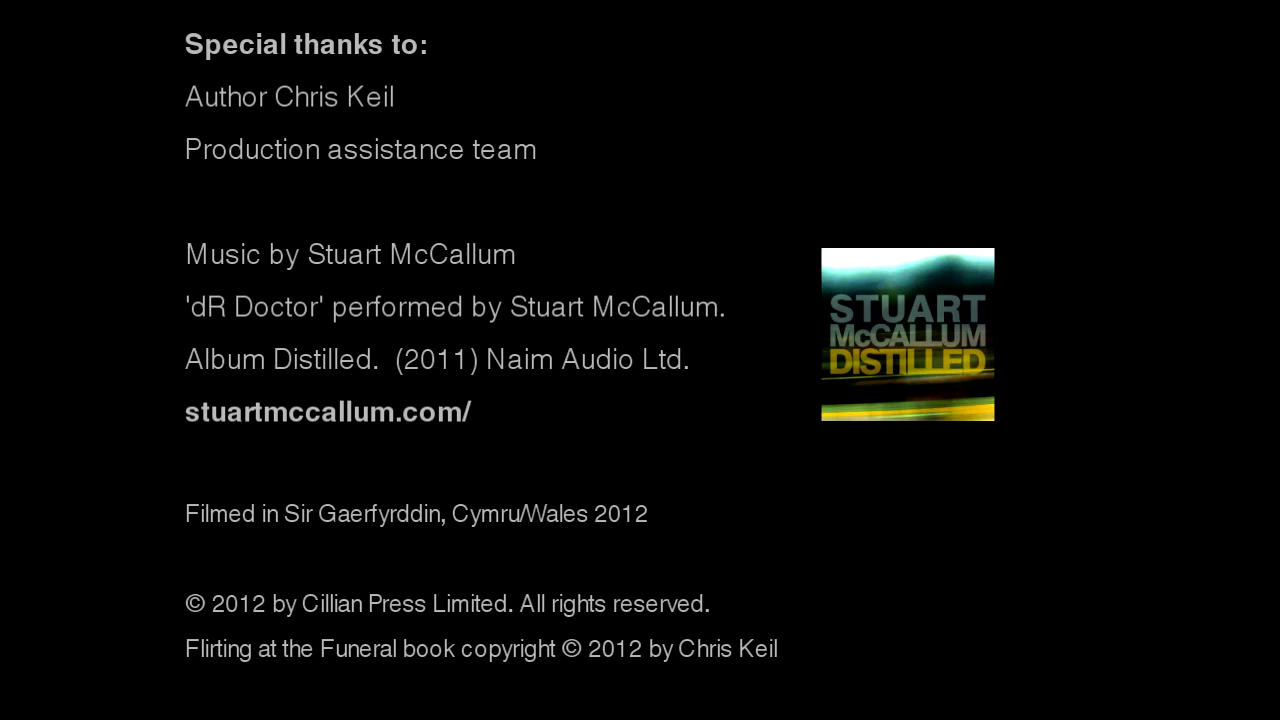 Special thanks to:
Author Chris Keil
Production assistance team
Music by Stuart McCallum
'dR Doctor' performed by Stuart McCallum.
Album Distilled.  (2011) Naim Audio Ltd.
stuartmccallum.com/
STUART
McCALLUM
DISTILLED
Filmed in Sir Gaerfyrddin, Cymru/Wales 2012
© 2012 by Cillian Press Limited. All rights reserved.
Flirting at the Funeral book copyright © 2012 by Chris Keil